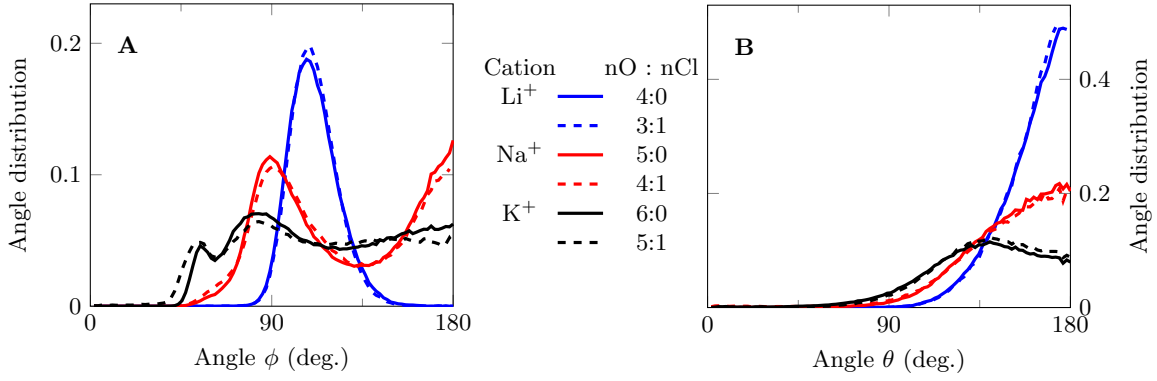 A
0.2
0.1
0
0
90
180
Angle distribution
Angle ϕ (deg.)
Cation nO : nCl
Li⁺ 4:0
3:1
Na⁺ 5:0
4:1
K⁺ 6:0
5:1
B
0.4
0.2
0
0
90
180
Angle distribution
Angle θ (deg.)